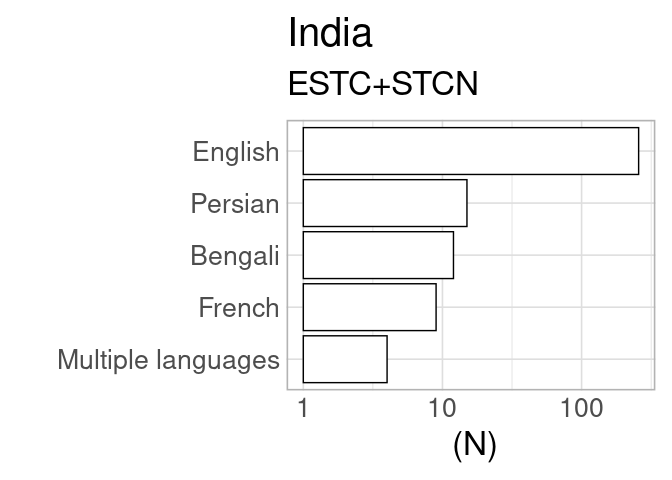 India
ESTC+STCN
English
Persian
Bengali
French
Multiple languages
1 10 100
(N)